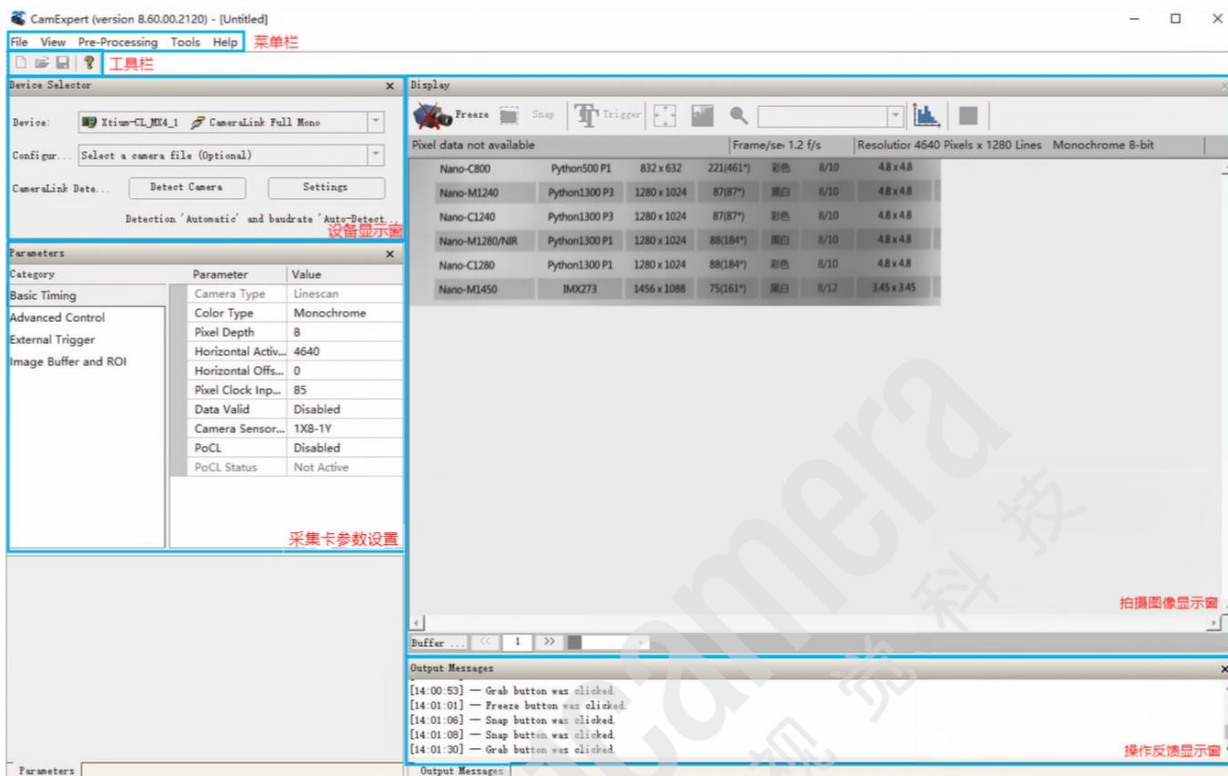 CamExpert (version 8.60.00.2120) - [Untitled]
File View Pre-Processing Tools Help 菜单栏
工具栏
Device Selector
Device: Xtium-CL_MX4_1 CameraLink Full Mono
Configur... Select a camera file (Optional)
CameraLink Dete... Detect Camera Settings
Detection 'Automatic' and baudrate 'Auto-Detect...
设备显示窗
Parameters
Category Parameter Value
Basic Timing
Advanced Control
External Trigger
Image Buffer and ROI
Camera Type Linescan
Color Type Monochrome
Pixel Depth 8
Horizontal Activ... 4640
Horizontal Offs... 0
Pixel Clock Inp... 85
Data Valid Disabled
Camera Sensor... 1X8-1Y
PoCL Disabled
PoCL Status Not Active
采集卡参数设置
Parameters
Display
Freeze Snap Trigger
Pixel data not available Frame/se 1.2 f/s Resolution 4640 Pixels x 1280 Lines Monochrome 8-bit
Nano-C800 Python500 P1 832 x 632 221(461*) 彩色 8/10 4.8 x 4.8
Nano-M1240 Python1300 P3 1280 x 1024 87(87*) 黑白 8/10 4.8 x 4.8
Nano-C1240 Python1300 P3 1280 x 1024 87(87*) 彩色 8/10 4.8 x 4.8
Nano-M1280/NIR Python1300 P1 1280 x 1024 88(184*) 黑白 8/10 4.8 x 4.8
Nano-C1280 Python1300 P1 1280 x 1024 88(184*) 彩色 8/10 4.8 x 4.8
Nano-M1450 IMX273 1456 x 1088 75(161*) 黑白 8/12 3.45 x 3.45
拍摄图像显示窗
Buffer ... << 1 >>
Output Messages
[14:00:53] — Grab button was clicked.
[14:01:01] — Freeze button was clicked.
[14:01:06] — Snap button was clicked.
[14:01:08] — Snap button was clicked.
[14:01:30] — Grab button was clicked.
操作反馈显示窗
Output Messages
camera
视觉科技